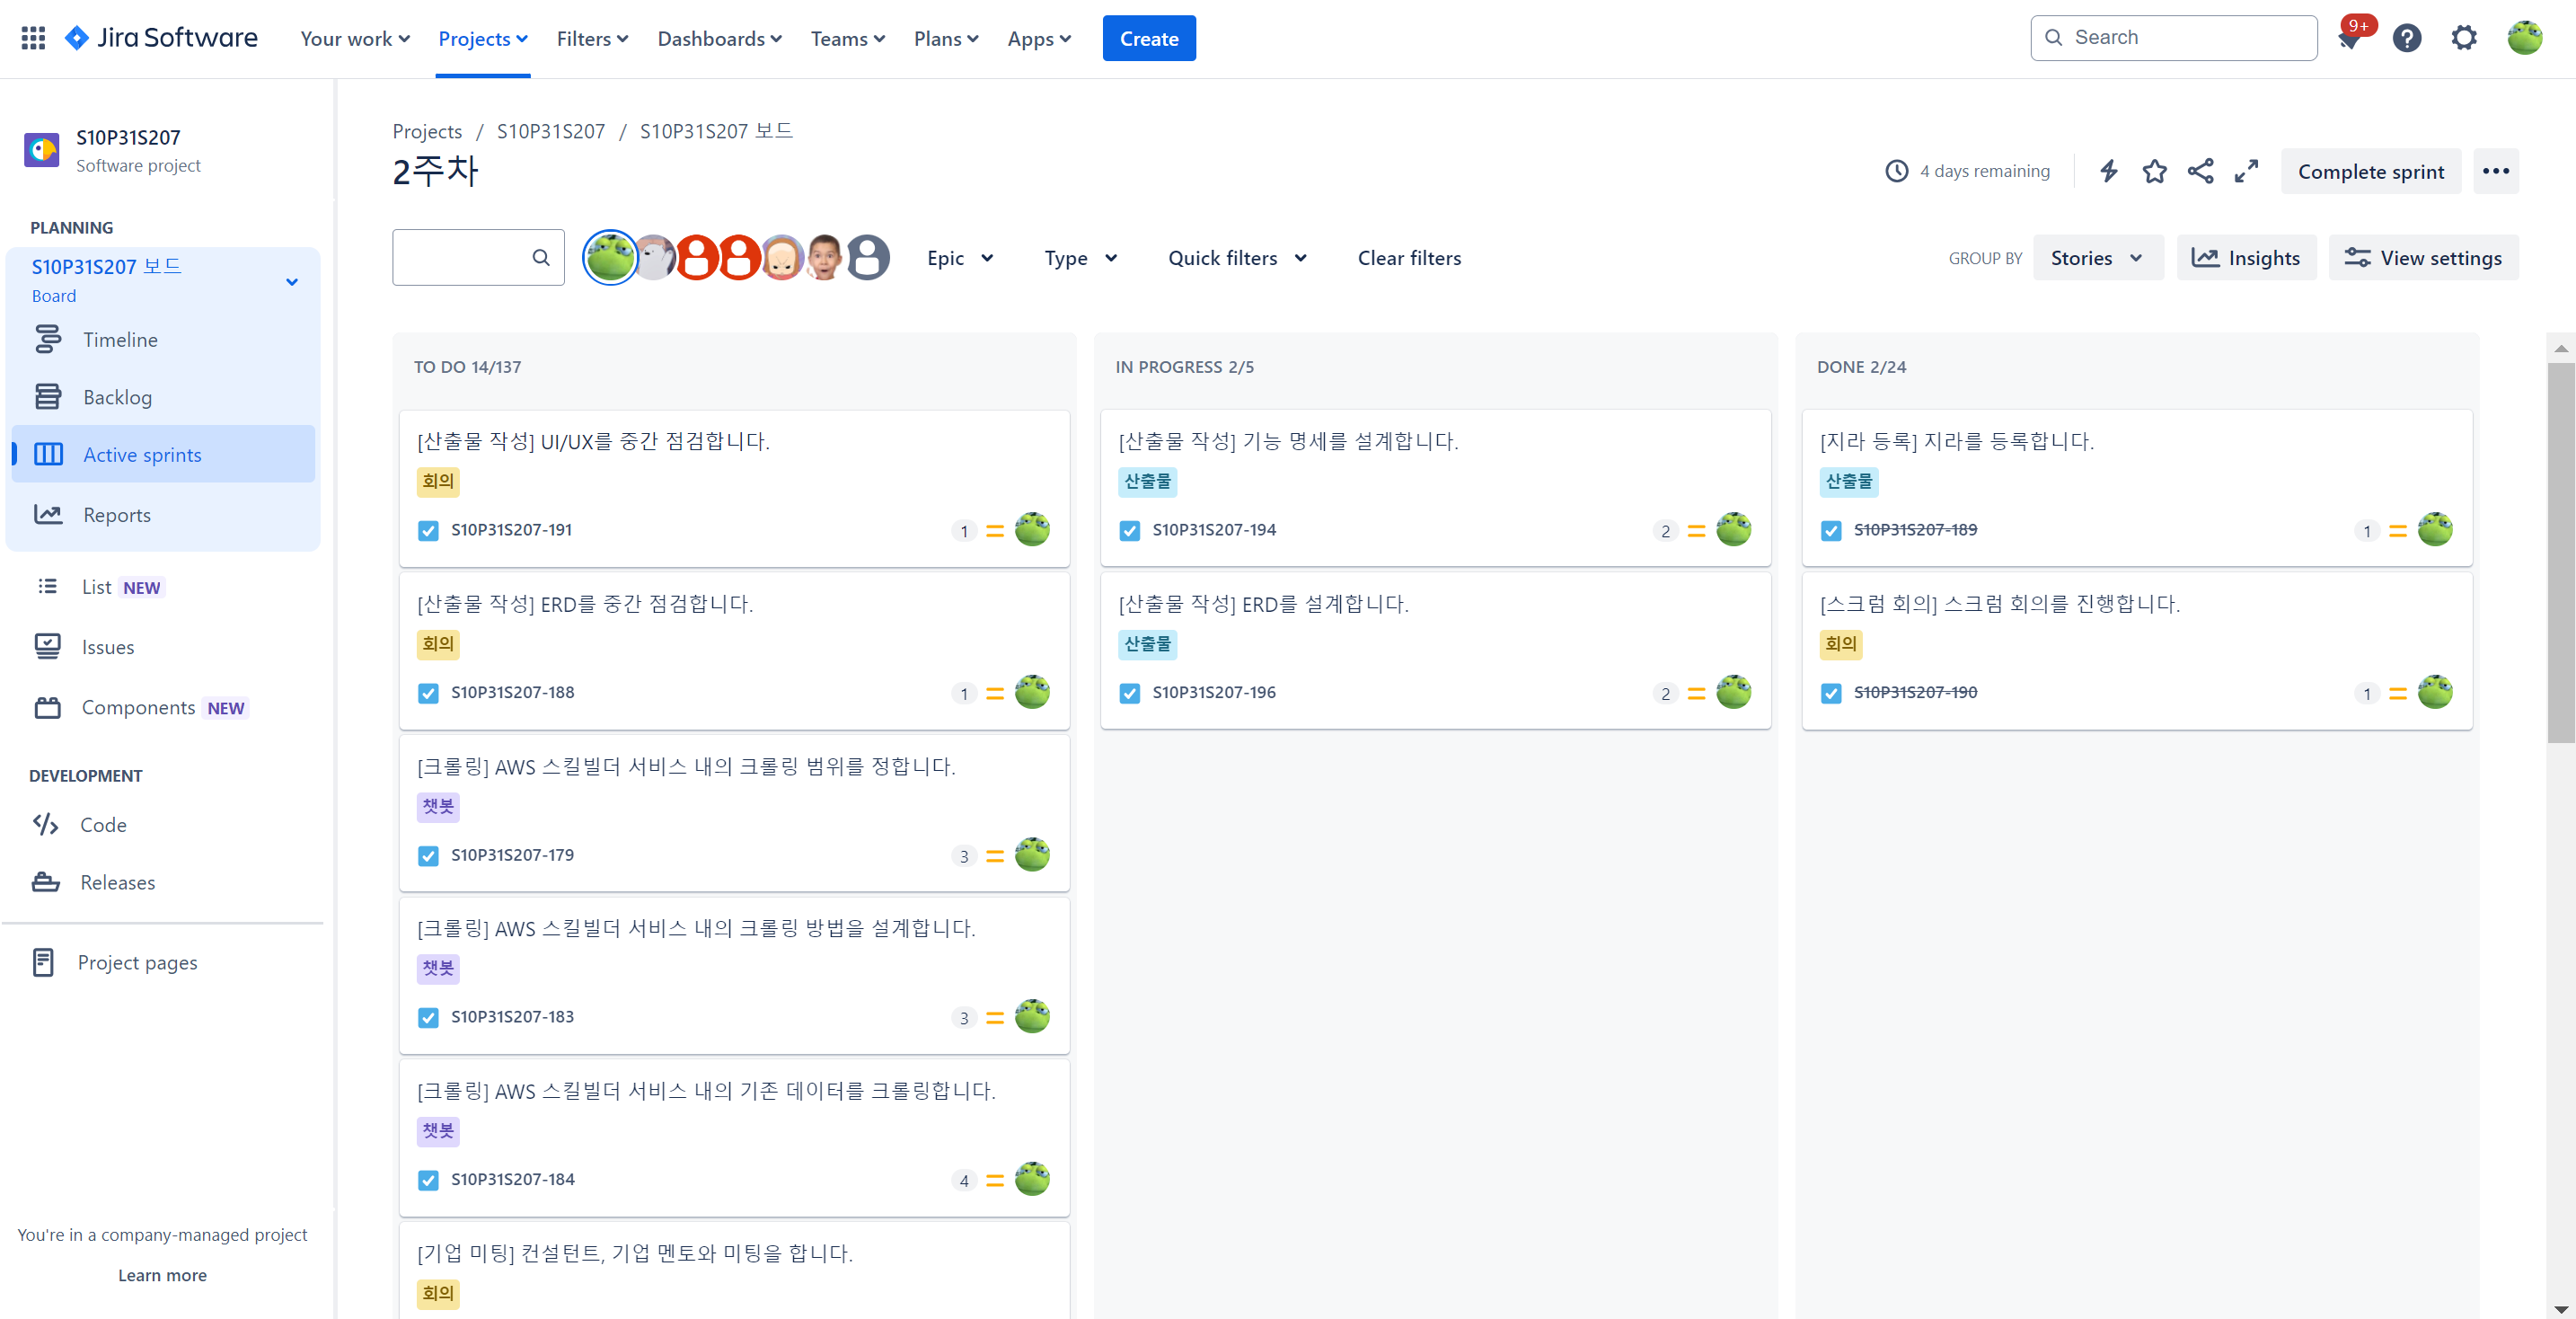 Jira Software
Your work
Projects
Filters
Dashboards
Teams
Plans
Apps
Create
Search
9+
S10P31S207
Software project
PLANNING
S10P31S207 보드
Board
Timeline
Backlog
Active sprints
Reports
List NEW
Issues
Components NEW
DEVELOPMENT
Code
Releases
Project pages
You're in a company-managed project
Learn more
Projects / S10P31S207 / S10P31S207 보드
2주차
4 days remaining
Complete sprint
Epic
Type
Quick filters
Clear filters
GROUP BY
Stories
Insights
View settings
TO DO 14/137
[산출물 작성] UI/UX를 중간 점검합니다.
회의
S10P31S207-191
1
[산출물 작성] ERD를 중간 점검합니다.
회의
S10P31S207-188
1
[크롤링] AWS 스킬빌더 서비스 내의 크롤링 범위를 정합니다.
챗봇
S10P31S207-179
3
[크롤링] AWS 스킬빌더 서비스 내의 크롤링 방법을 설계합니다.
챗봇
S10P31S207-183
3
[크롤링] AWS 스킬빌더 서비스 내의 기존 데이터를 크롤링합니다.
챗봇
S10P31S207-184
4
[기업 미팅] 컨설턴트, 기업 멘토와 미팅을 합니다.
회의
IN PROGRESS 2/5
[산출물 작성] 기능 명세를 설계합니다.
산출물
S10P31S207-194
2
[산출물 작성] ERD를 설계합니다.
산출물
S10P31S207-196
2
DONE 2/24
[지라 등록] 지라를 등록합니다.
산출물
S10P31S207-189
1
[스크럼 회의] 스크럼 회의를 진행합니다.
회의
S10P31S207-190
1